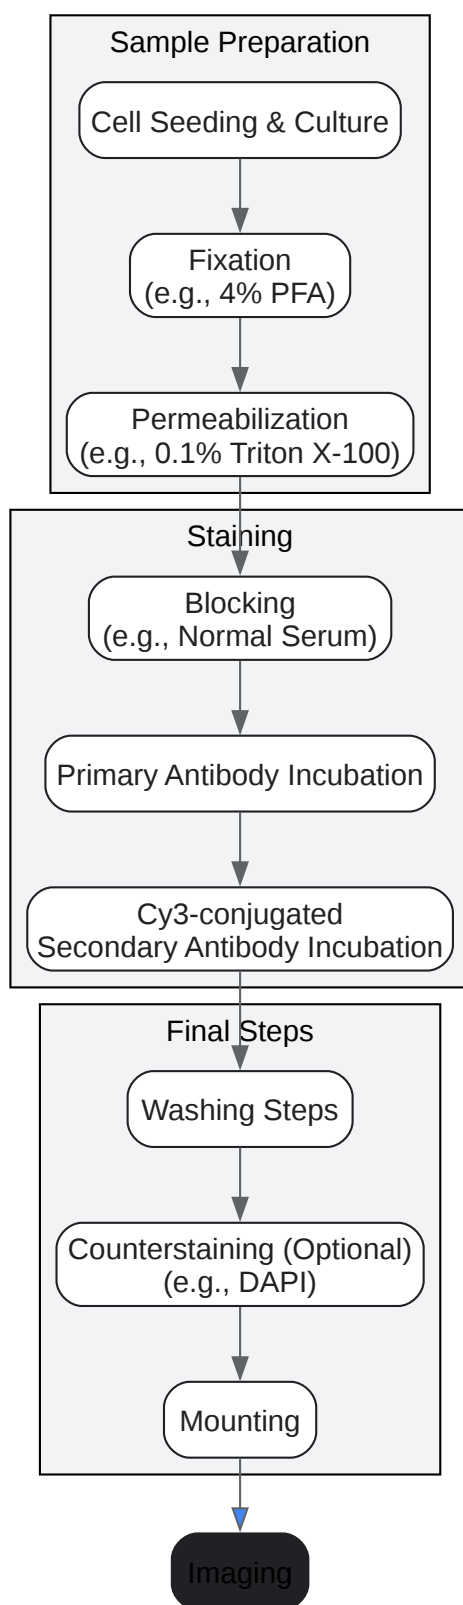 Sample Preparation
Cell Seeding & Culture
Fixation
(e.g., 4% PFA)
Permeabilization
(e.g., 0.1% Triton X-100)
Staining
Blocking
(e.g., Normal Serum)
Primary Antibody Incubation
Cy3-conjugated
Secondary Antibody Incubation
Final Steps
Washing Steps
Counterstaining (Optional)
(e.g., DAPI)
Mounting
Imaging